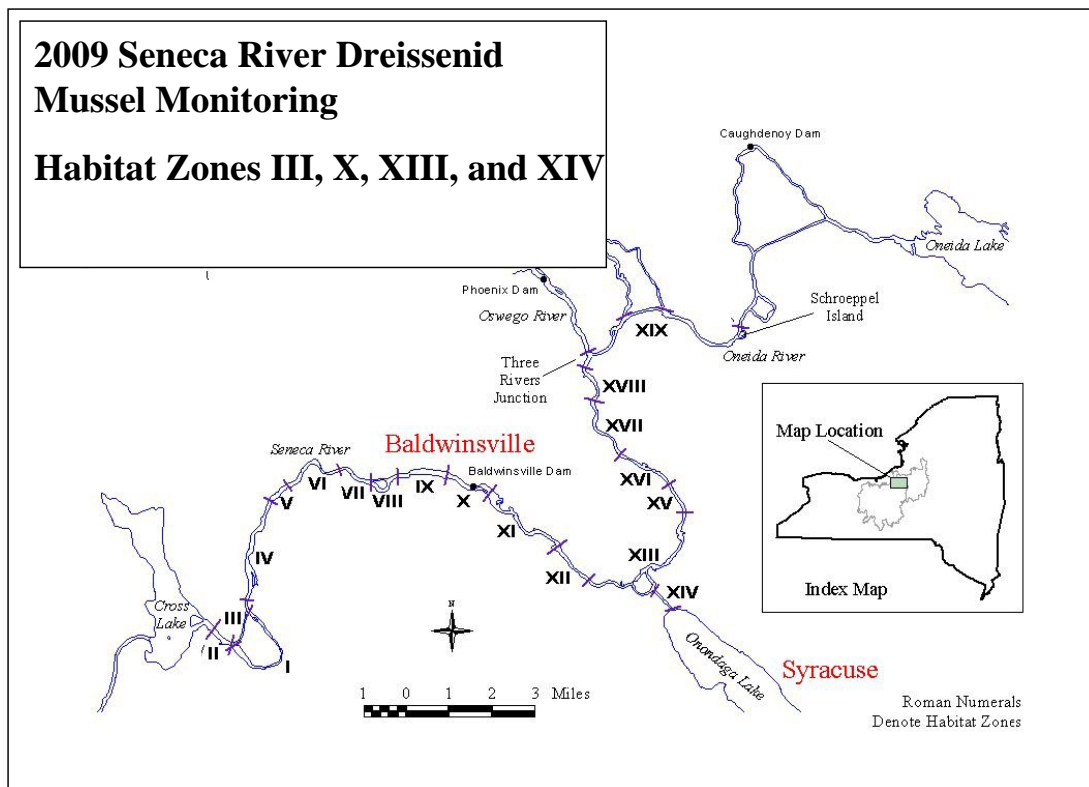 2009 Seneca River Dreissenid
Mussel Monitoring
Habitat Zones III, X, XIII, and XIV
Caughdenoy Dam
Oneida Lake
Phoenix Dam
Oswego River
Schroeppel
Island
XIX
Oneida River
Three
Rivers
Junction
XVIII
XVII
Map Location
Baldwinsville
Seneca River
Baldwinsville Dam
XVI
VI
VII
VIII
IX
X
XV
V
XI
XIII
IV
XII
XIV
Index Map
Cross
Lake
III
II
I
N
Onondaga Lake
Syracuse
1 0 1 2 3 Miles
Roman Numerals
Denote Habitat Zones